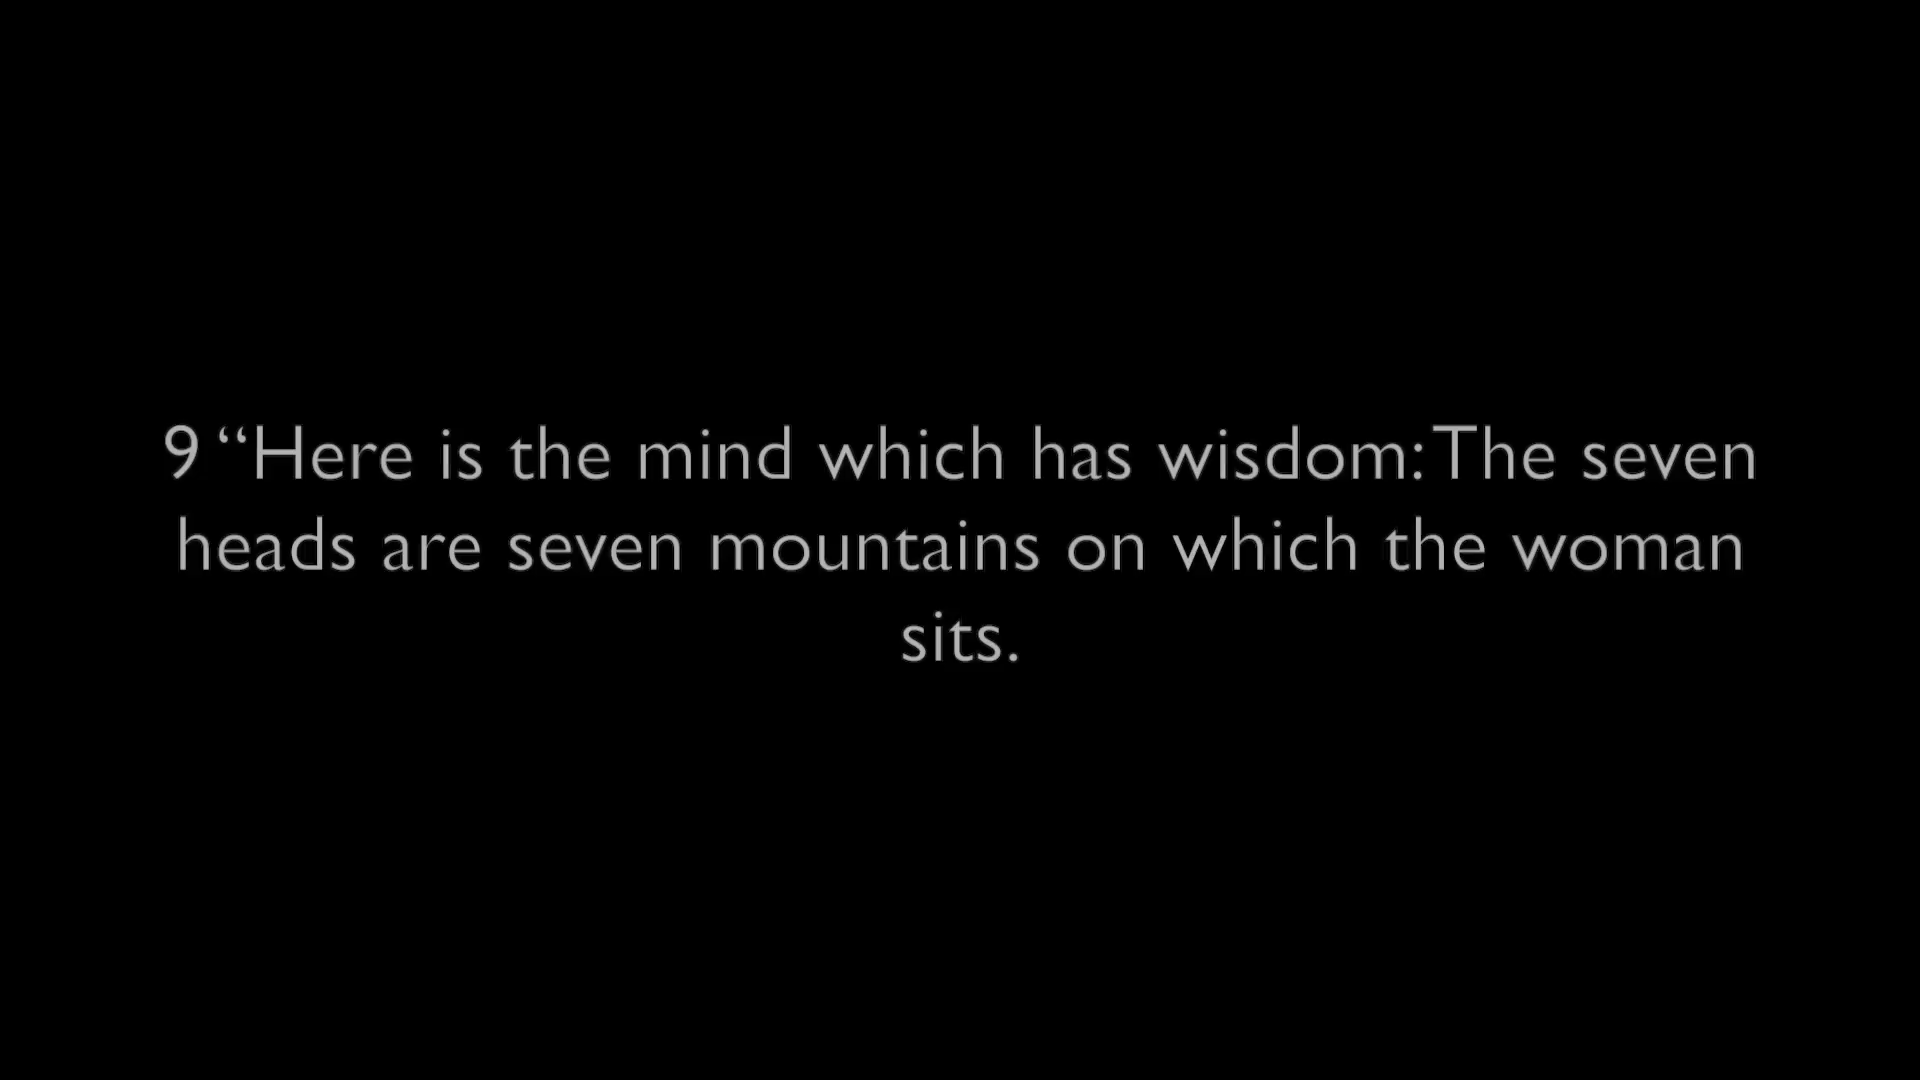 9 “Here is the mind which has wisdom: The seven
heads are seven mountains on which the woman
sits.